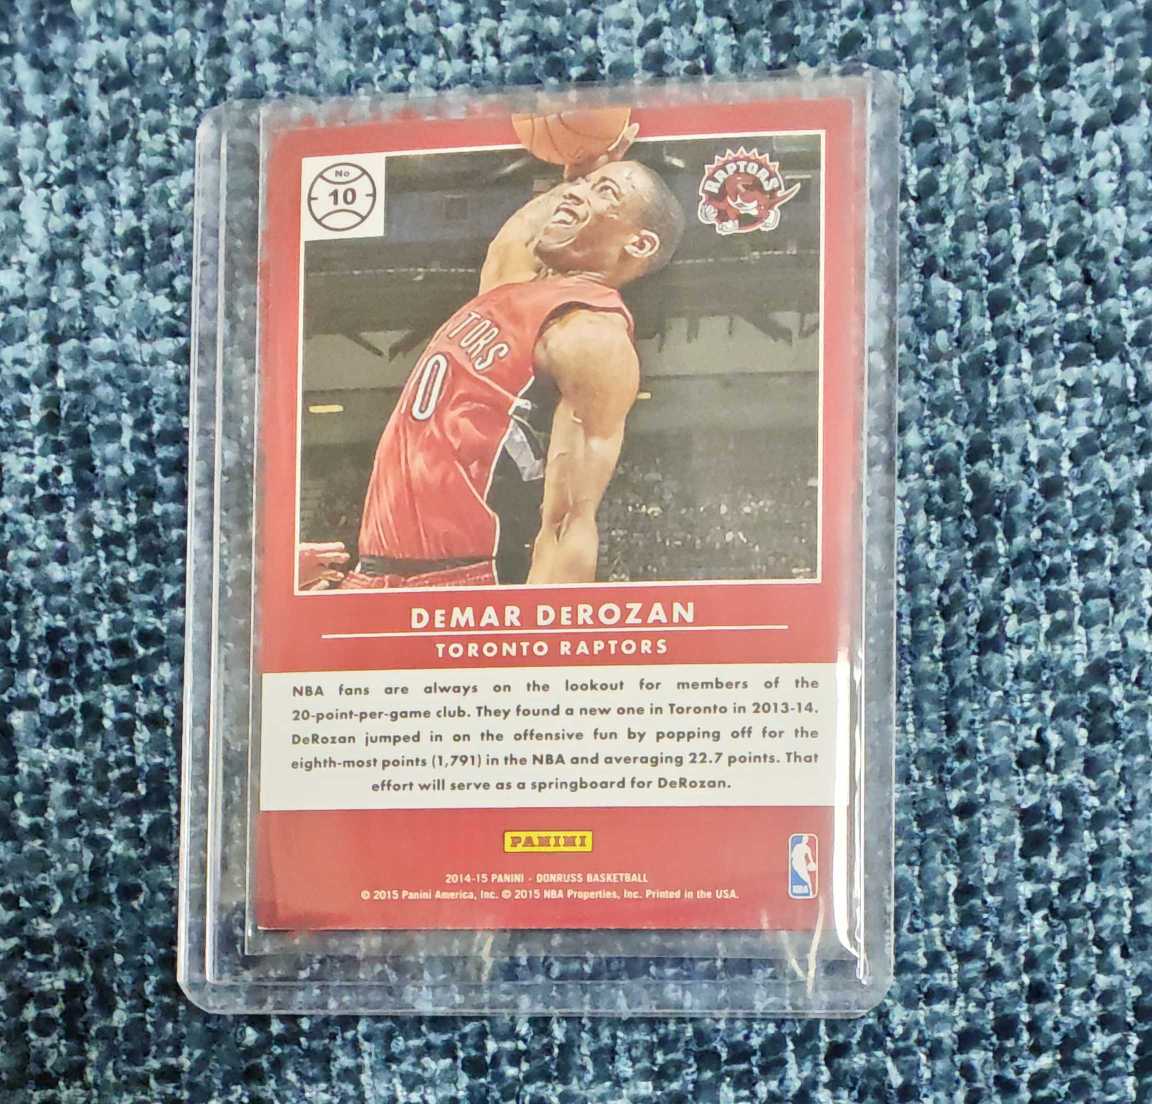 No
10
RAPTORS
TORS
10
DEMAR DEROZAN
TORONTO RAPTORS
NBA fans are always on the lookout for members of the
20-point-per-game club. They found a new one in Toronto in 2013-14.
DeRozan jumped in on the offensive fun by popping off for the
eighth-most points (1,791) in the NBA and averaging 22.7 points. That
effort will serve as a springboard for DeRozan.
PANINI
2014-15 PANINI - DONRUSS BASKETBALL
© 2015 Panini America, Inc. © 2015 NBA Properties, Inc. Printed in the USA.
NBA